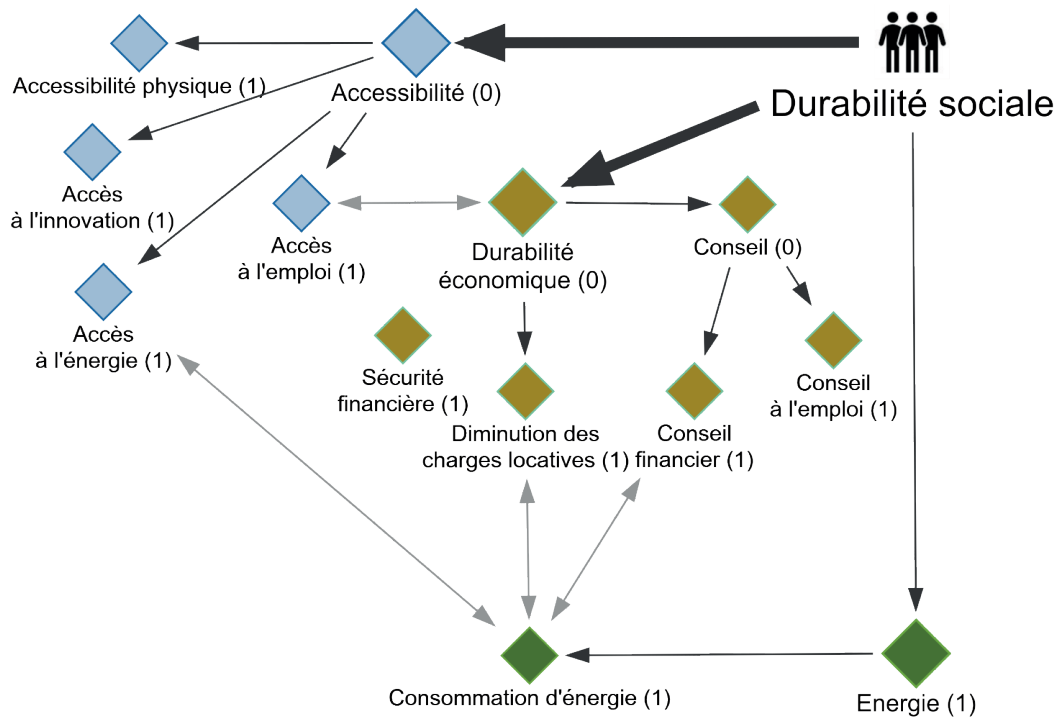 Durabilité sociale
Accessibilité physique (1)
Accessibilité (0)
Accès
à l'innovation (1)
Accès
à l'emploi (1)
Durabilité
économique (0)
Conseil (0)
Accès
à l'énergie (1)
Sécurité
financière (1)
Conseil
à l'emploi (1)
Diminution des
charges locatives (1)
Conseil
financier (1)
Consommation d'énergie (1)
Energie (1)